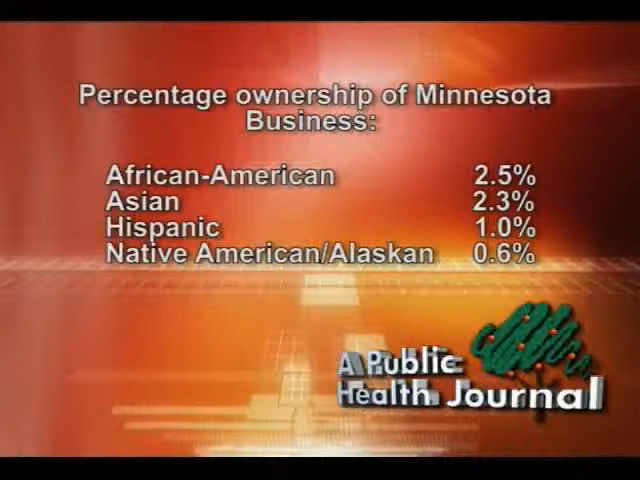 Percentage ownership of Minnesota
Business:
African-American 2.5%
Asian 2.3%
Hispanic 1.0%
Native American/Alaskan 0.6%
A Public
Health Journal